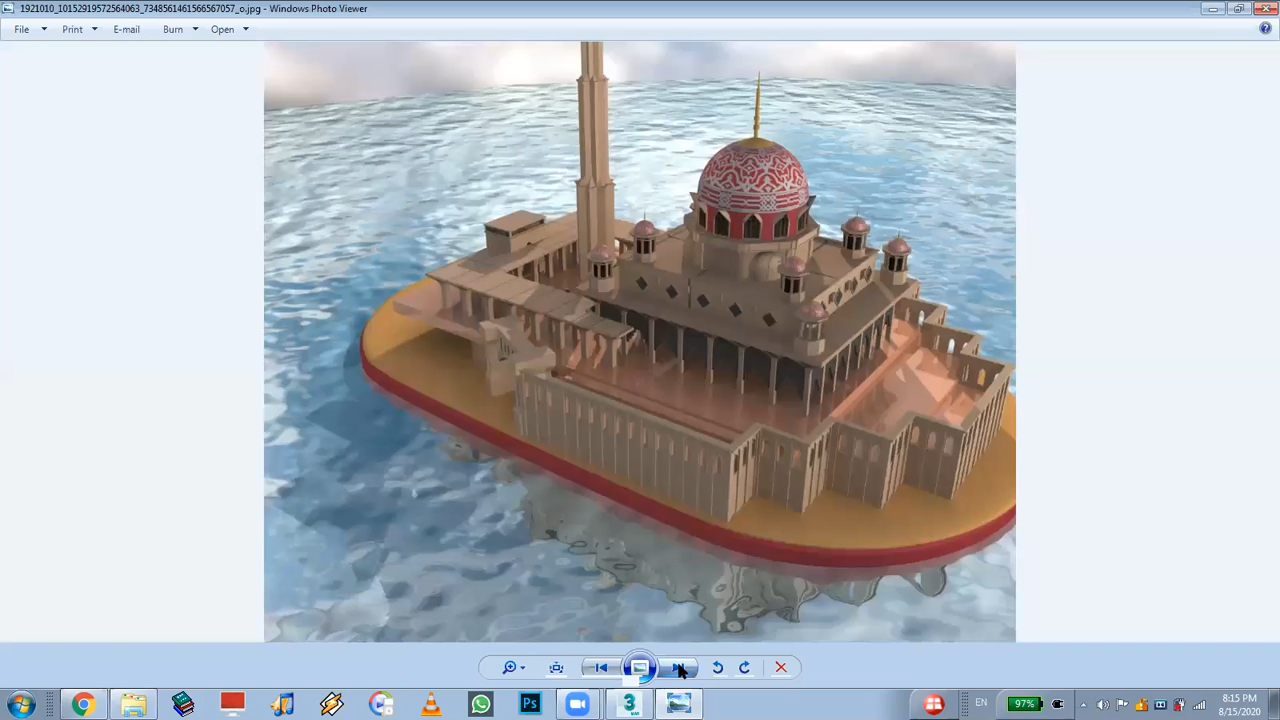 1921010_10152919572564063_7348561461566567057_o.jpg - Windows Photo Viewer
File Print E-mail Burn Open
EN 97% 8:15 PM
8/15/2020